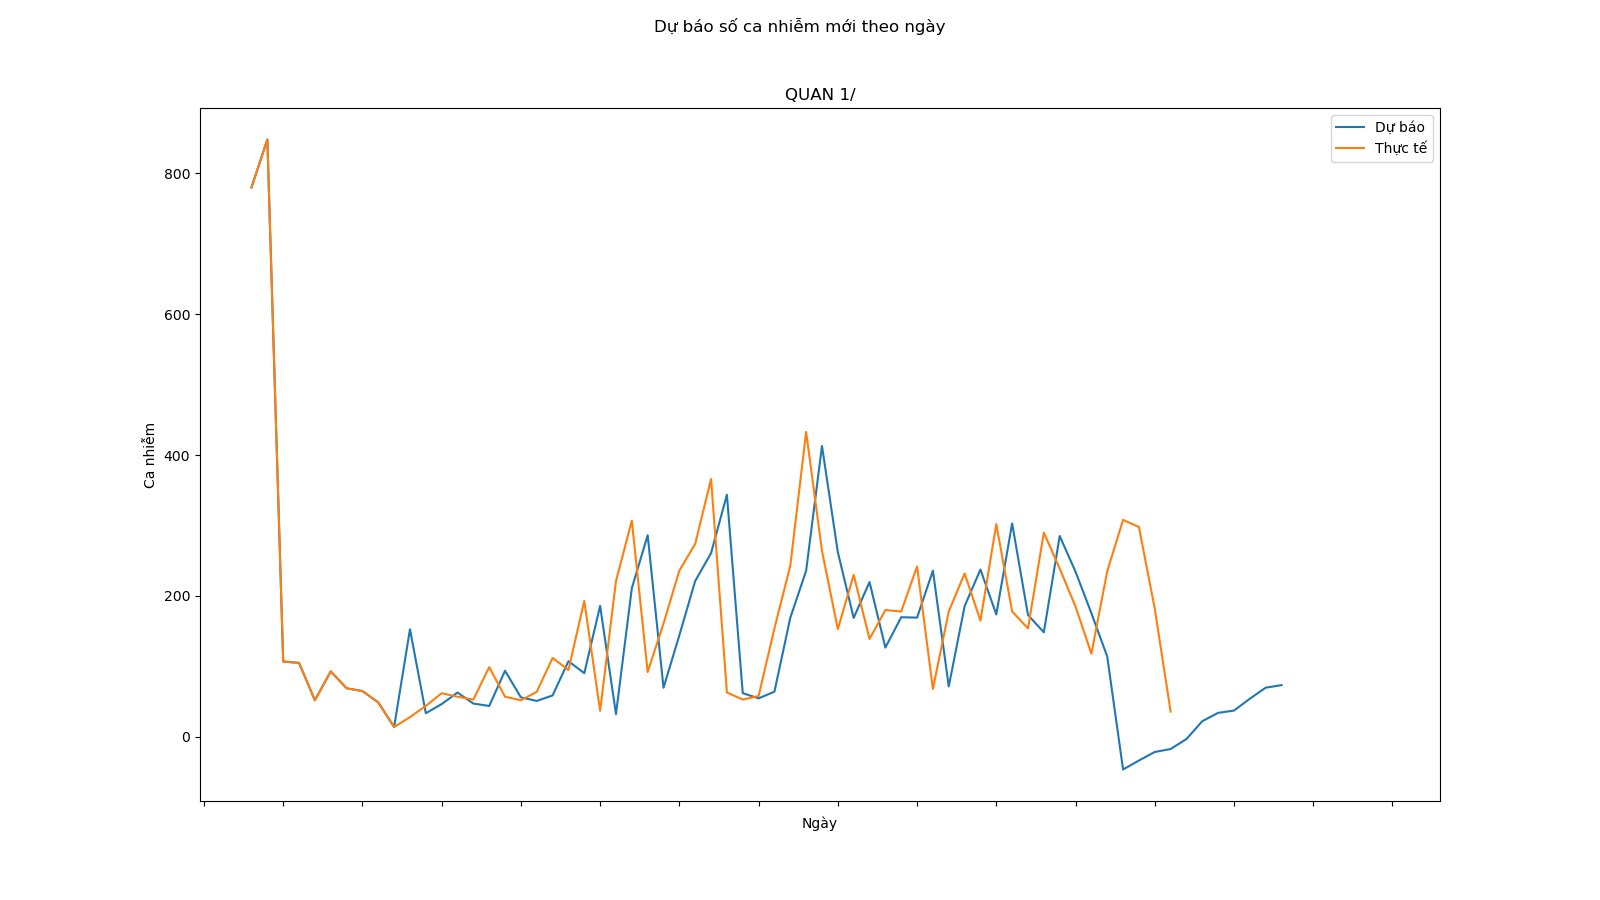 Dự báo số ca nhiễm mới theo ngày
QUAN 1/
Dự báo
Thực tế
800
600
400
200
0
Ca nhiễm
Ngày